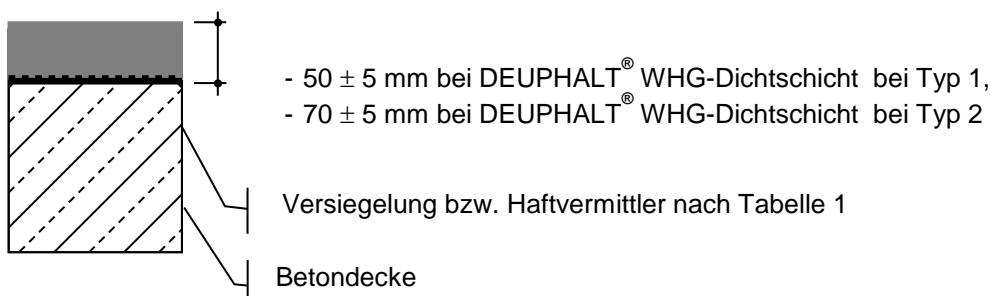 - 50 ± 5 mm bei DEUPHALT® WHG-Dichtschicht bei Typ 1,
- 70 ± 5 mm bei DEUPHALT® WHG-Dichtschicht bei Typ 2
Versiegelung bzw. Haftvermittler nach Tabelle 1
Betondecke